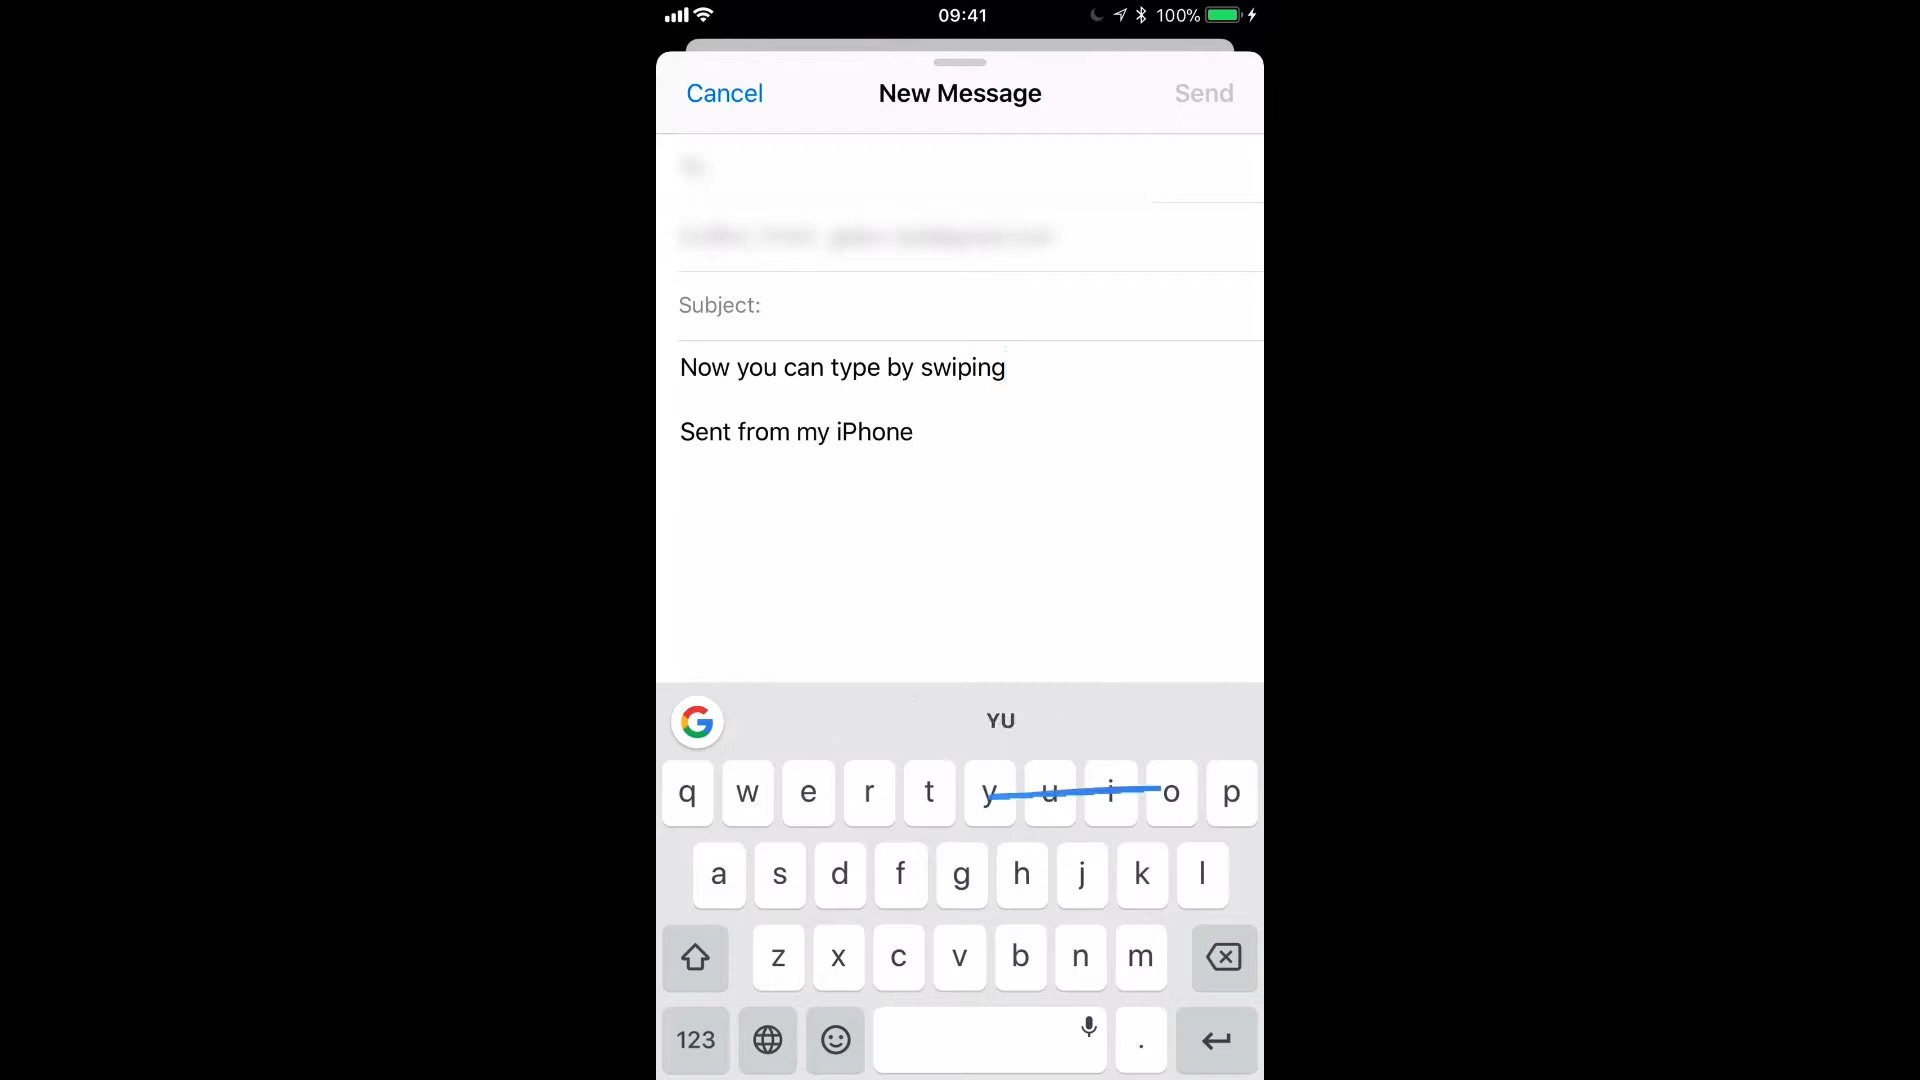 09:41
100%
Cancel
New Message
Send
Subject:
Now you can type by swiping
Sent from my iPhone
G
YU
q w e r t y u i o p
a s d f g h j k l
z x c v b n m
123
.